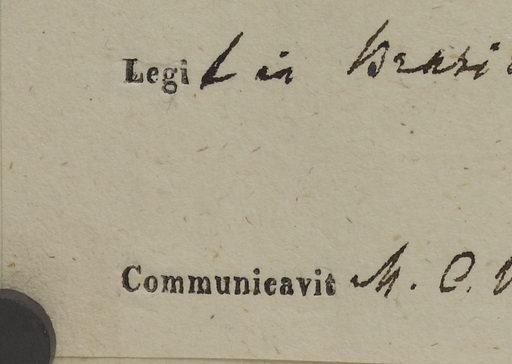 Legi t in Brasi
Communicavit M. C.